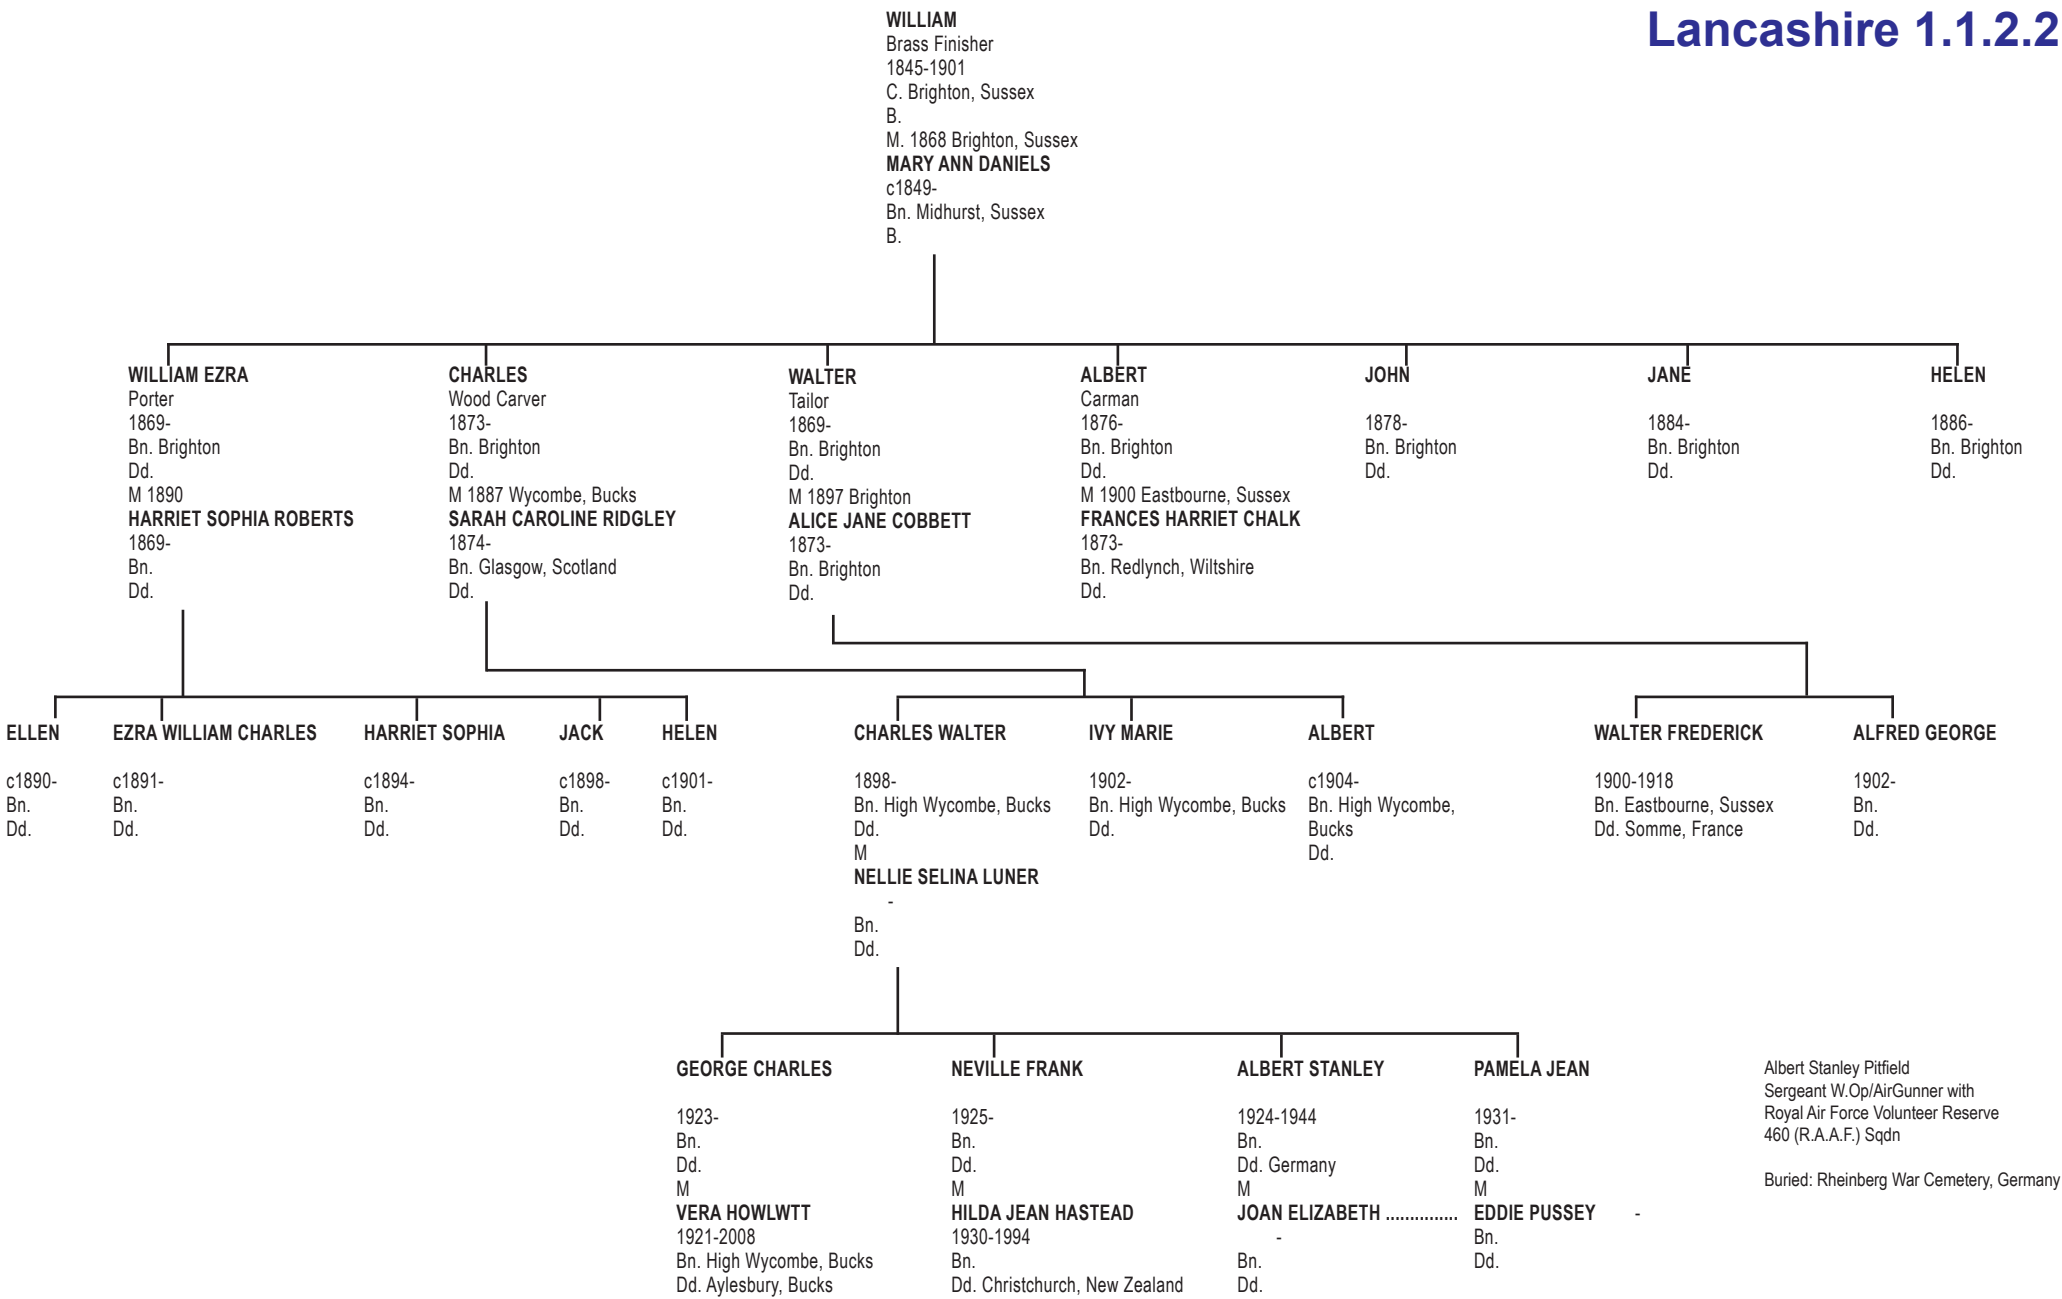 Lancashire 1.1.2.2
WILLIAM
Brass Finisher
1845-1901
C. Brighton, Sussex
B.
M. 1868 Brighton, Sussex
MARY ANN DANIELS
c1849-
Bn. Midhurst, Sussex
B.
WILLIAM EZRA
Porter
1869-
Bn. Brighton
Dd.
M 1890
HARRIET SOPHIA ROBERTS
1869-
Bn.
Dd.
CHARLES
Wood Carver
1873-
Bn. Brighton
Dd.
M 1887 Wycombe, Bucks
SARAH CAROLINE RIDGLEY
1874-
Bn. Glasgow, Scotland
Dd.
WALTER
Tailor
1869-
Bn. Brighton
Dd.
M 1897 Brighton
ALICE JANE COBBETT
1873-
Bn. Brighton
Dd.
ALBERT
Carman
1876-
Bn. Brighton
Dd.
M 1900 Eastbourne, Sussex
FRANCES HARRIET CHALK
1873-
Bn. Redlynch, Wiltshire
Dd.
JOHN
1878-
Bn. Brighton
Dd.
JANE
1884-
Bn. Brighton
Dd.
HELEN
1886-
Bn. Brighton
Dd.
ELLEN
c1890-
Bn.
Dd.
EZRA WILLIAM CHARLES
c1891-
Bn.
Dd.
HARRIET SOPHIA
c1894-
Bn.
Dd.
JACK
c1898-
Bn.
Dd.
HELEN
c1901-
Bn.
Dd.
CHARLES WALTER
1898-
Bn. High Wycombe, Bucks
Dd.
M
NELLIE SELINA LUNER
-
Bn.
Dd.
IVY MARIE
1902-
Bn. High Wycombe, Bucks
Dd.
ALBERT
c1904-
Bn. High Wycombe,
Bucks
Dd.
WALTER FREDERICK
1900-1918
Bn. Eastbourne, Sussex
Dd. Somme, France
ALFRED GEORGE
1902-
Bn.
Dd.
GEORGE CHARLES
1923-
Bn.
Dd.
M
VERA HOWLWTT
1921-2008
Bn. High Wycombe, Bucks
Dd. Aylesbury, Bucks
NEVILLE FRANK
1925-
Bn.
Dd.
M
HILDA JEAN HASTEAD
1930-1994
Bn.
Dd. Christchurch, New Zealand
ALBERT STANLEY
1924-1944
Bn.
Dd. Germany
M
JOAN ELIZABETH ...............
-
Bn.
Dd.
PAMELA JEAN
1931-
Bn.
Dd.
M
EDDIE PUSSEY -
Bn.
Dd.
Albert Stanley Pitfield
Sergeant W.Op/AirGunner with
Royal Air Force Volunteer Reserve
460 (R.A.A.F.) Sqdn
Buried: Rheinberg War Cemetery, Germany